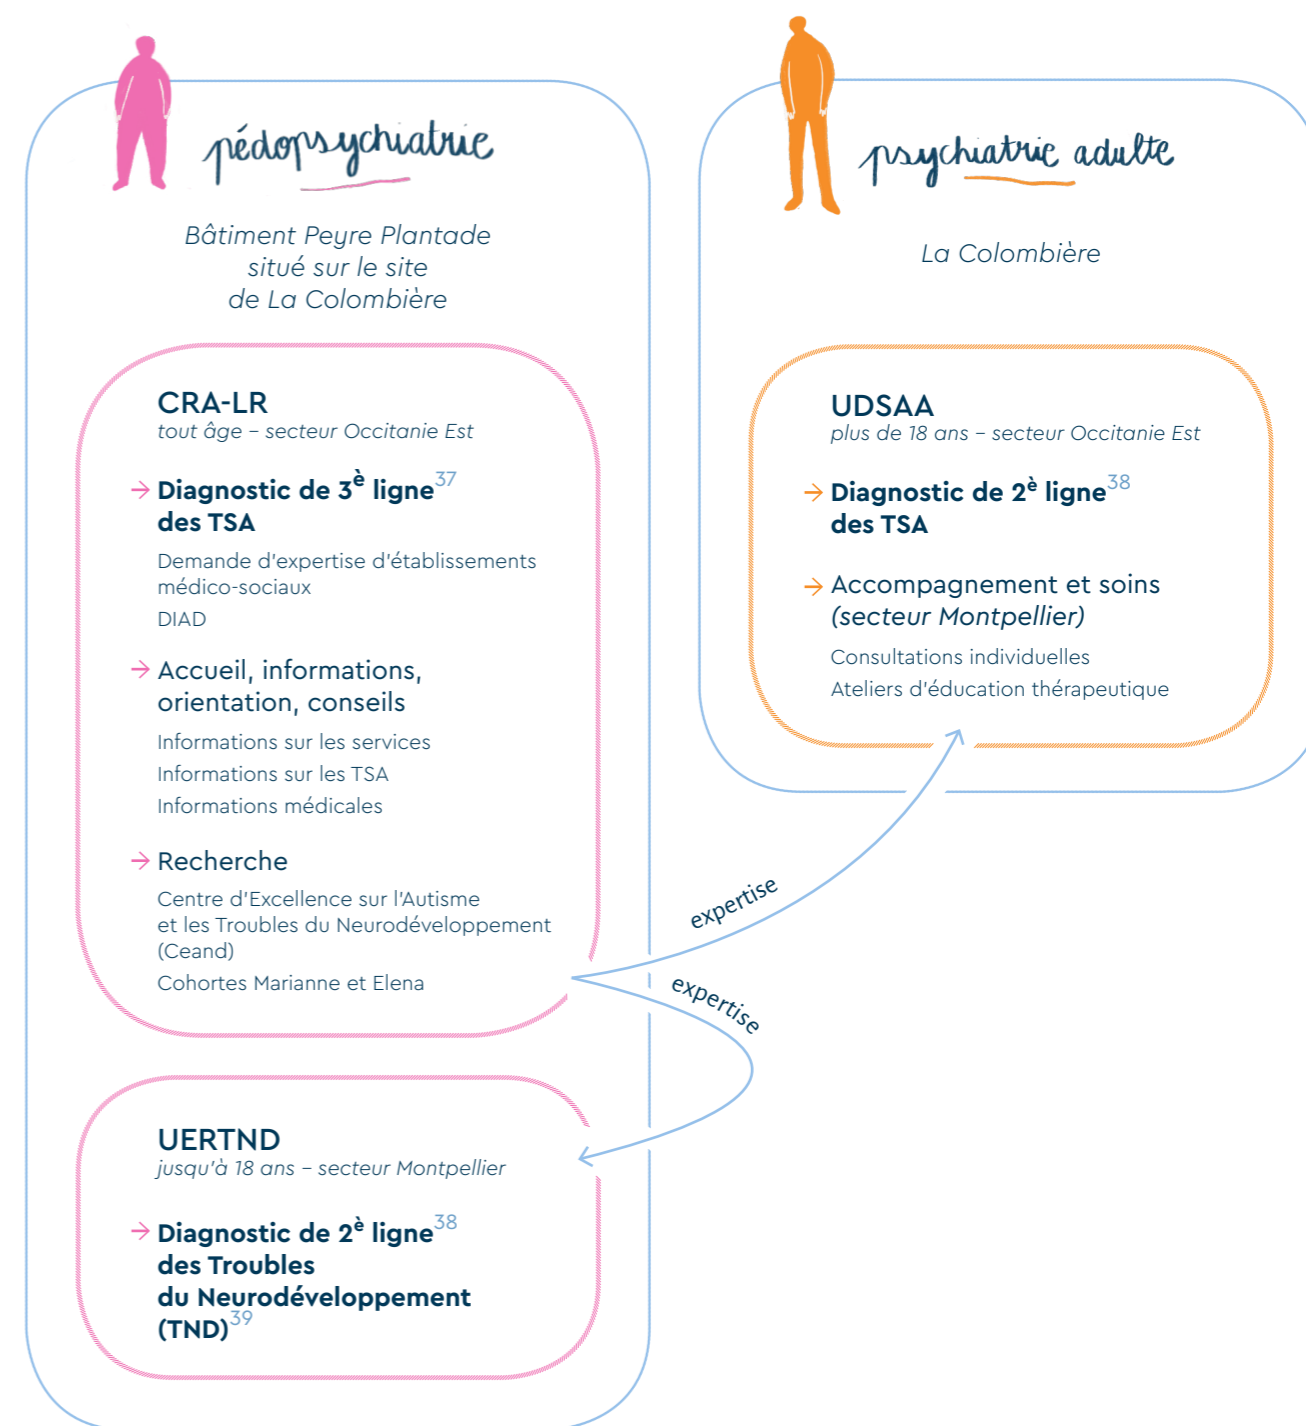 pédopsychiatrie
Bâtiment Peyre Plantade
situé sur le site
de La Colombière
CRA-LR
tout âge – secteur Occitanie Est
→ Diagnostic de 3è ligne37
des TSA
Demande d'expertise d'établissements
médico-sociaux
DIAD
→ Accueil, informations,
orientation, conseils
Informations sur les services
Informations sur les TSA
Informations médicales
→ Recherche
Centre d'Excellence sur l'Autisme
et les Troubles du Neurodéveloppement
(Ceand)
Cohortes Marianne et Elena
UERTND
jusqu'à 18 ans – secteur Montpellier
→ Diagnostic de 2è ligne38
des Troubles
du Neurodéveloppement
(TND)39
psychiatrie adulte
La Colombière
UDSAA
plus de 18 ans – secteur Occitanie Est
→ Diagnostic de 2è ligne38
des TSA
→ Accompagnement et soins
(secteur Montpellier)
Consultations individuelles
Ateliers d'éducation thérapeutique
expertise
expertise